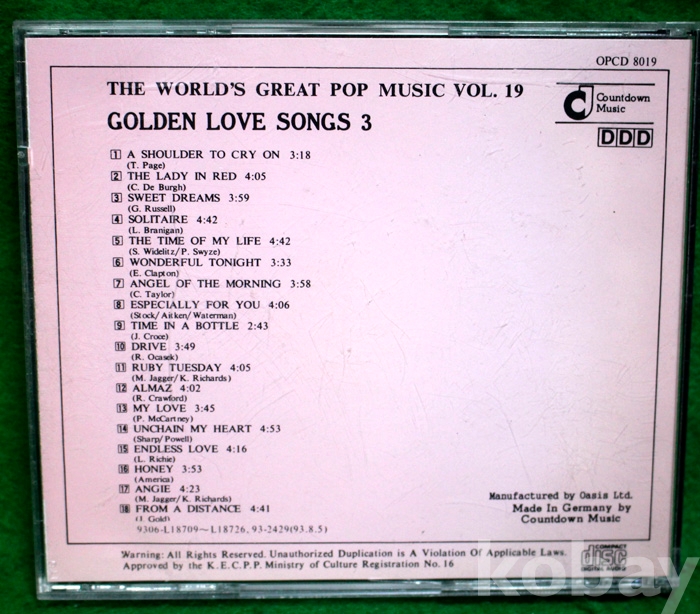 OPCD 8019
THE WORLD'S GREAT POP MUSIC VOL. 19
GOLDEN LOVE SONGS 3
Countdown
Music
DDD
1 A SHOULDER TO CRY ON 3:18
(T. Page)
2 THE LADY IN RED 4:05
(C. De Burgh)
3 SWEET DREAMS 3:59
(G. Russell)
4 SOLITAIRE 4:42
(L. Branigan)
5 THE TIME OF MY LIFE 4:42
(S. Widelitz/P. Swyze)
6 WONDERFUL TONIGHT 3:33
(E. Clapton)
7 ANGEL OF THE MORNING 3:58
(C. Taylor)
8 ESPECIALLY FOR YOU 4:06
(Stock/Aitken/Waterman)
9 TIME IN A BOTTLE 2:43
(J. Croce)
10 DRIVE 3:49
(R. Ocasek)
11 RUBY TUESDAY 4:05
(M. Jagger/K. Richards)
12 ALMAZ 4:02
(R. Crawford)
13 MY LOVE 3:45
(P. McCartney)
14 UNCHAIN MY HEART 4:53
(Sharp/Powell)
15 ENDLESS LOVE 4:16
(L. Richie)
16 HONEY 3:53
(America)
17 ANGIE 4:23
(M. Jagger/K. Richards)
18 FROM A DISTANCE 4:41
(J. Gold)
9306-L18709~L18726, 93-2429(93.8.5)
Manufactured by Oasis Ltd.
Made In Germany by
Countdown Music
Warning: All Rights Reserved. Unauthorized Duplication is A Violation Of Applicable Laws.
Approved by the K.E.C.P.P. Ministry of Culture Registration No. 16
COMPACT
disc
DIGITAL AUDIO
kobay